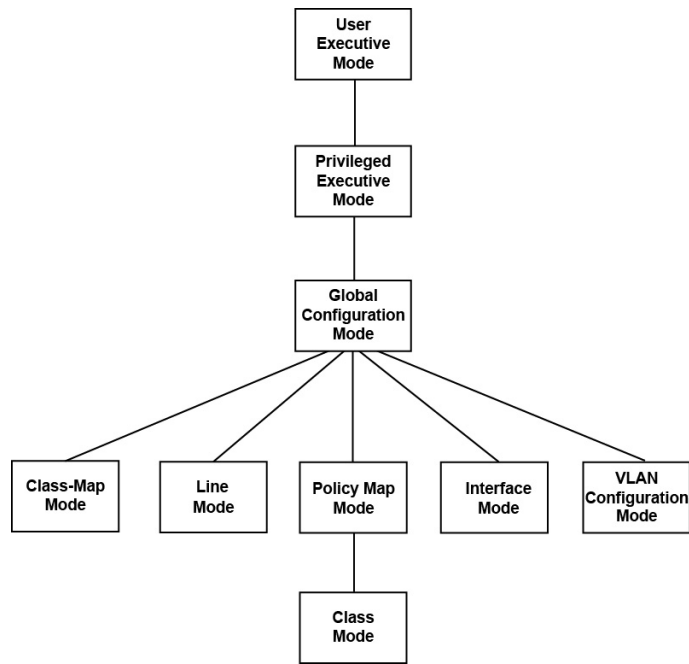 User
Executive
Mode
Privileged
Executive
Mode
Global
Configuration
Mode
Class-Map
Mode
Line
Mode
Policy Map
Mode
Interface
Mode
VLAN
Configuration
Mode
Class
Mode